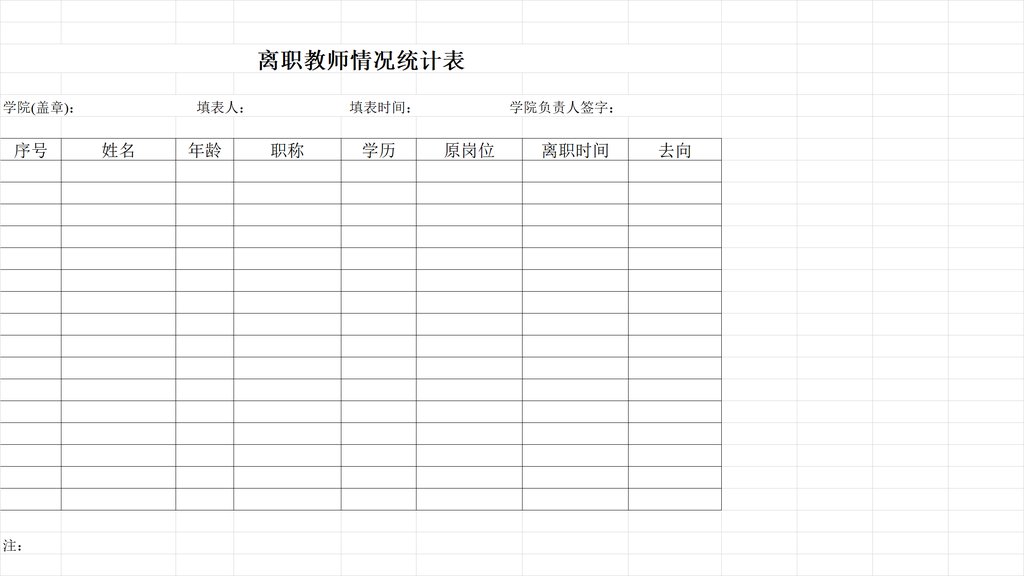 离职教师情况统计表
学院(盖章): 填表人: 填表时间: 学院负责人签字:
序号 姓名 年龄 职称 学历 原岗位 离职时间 去向
注: